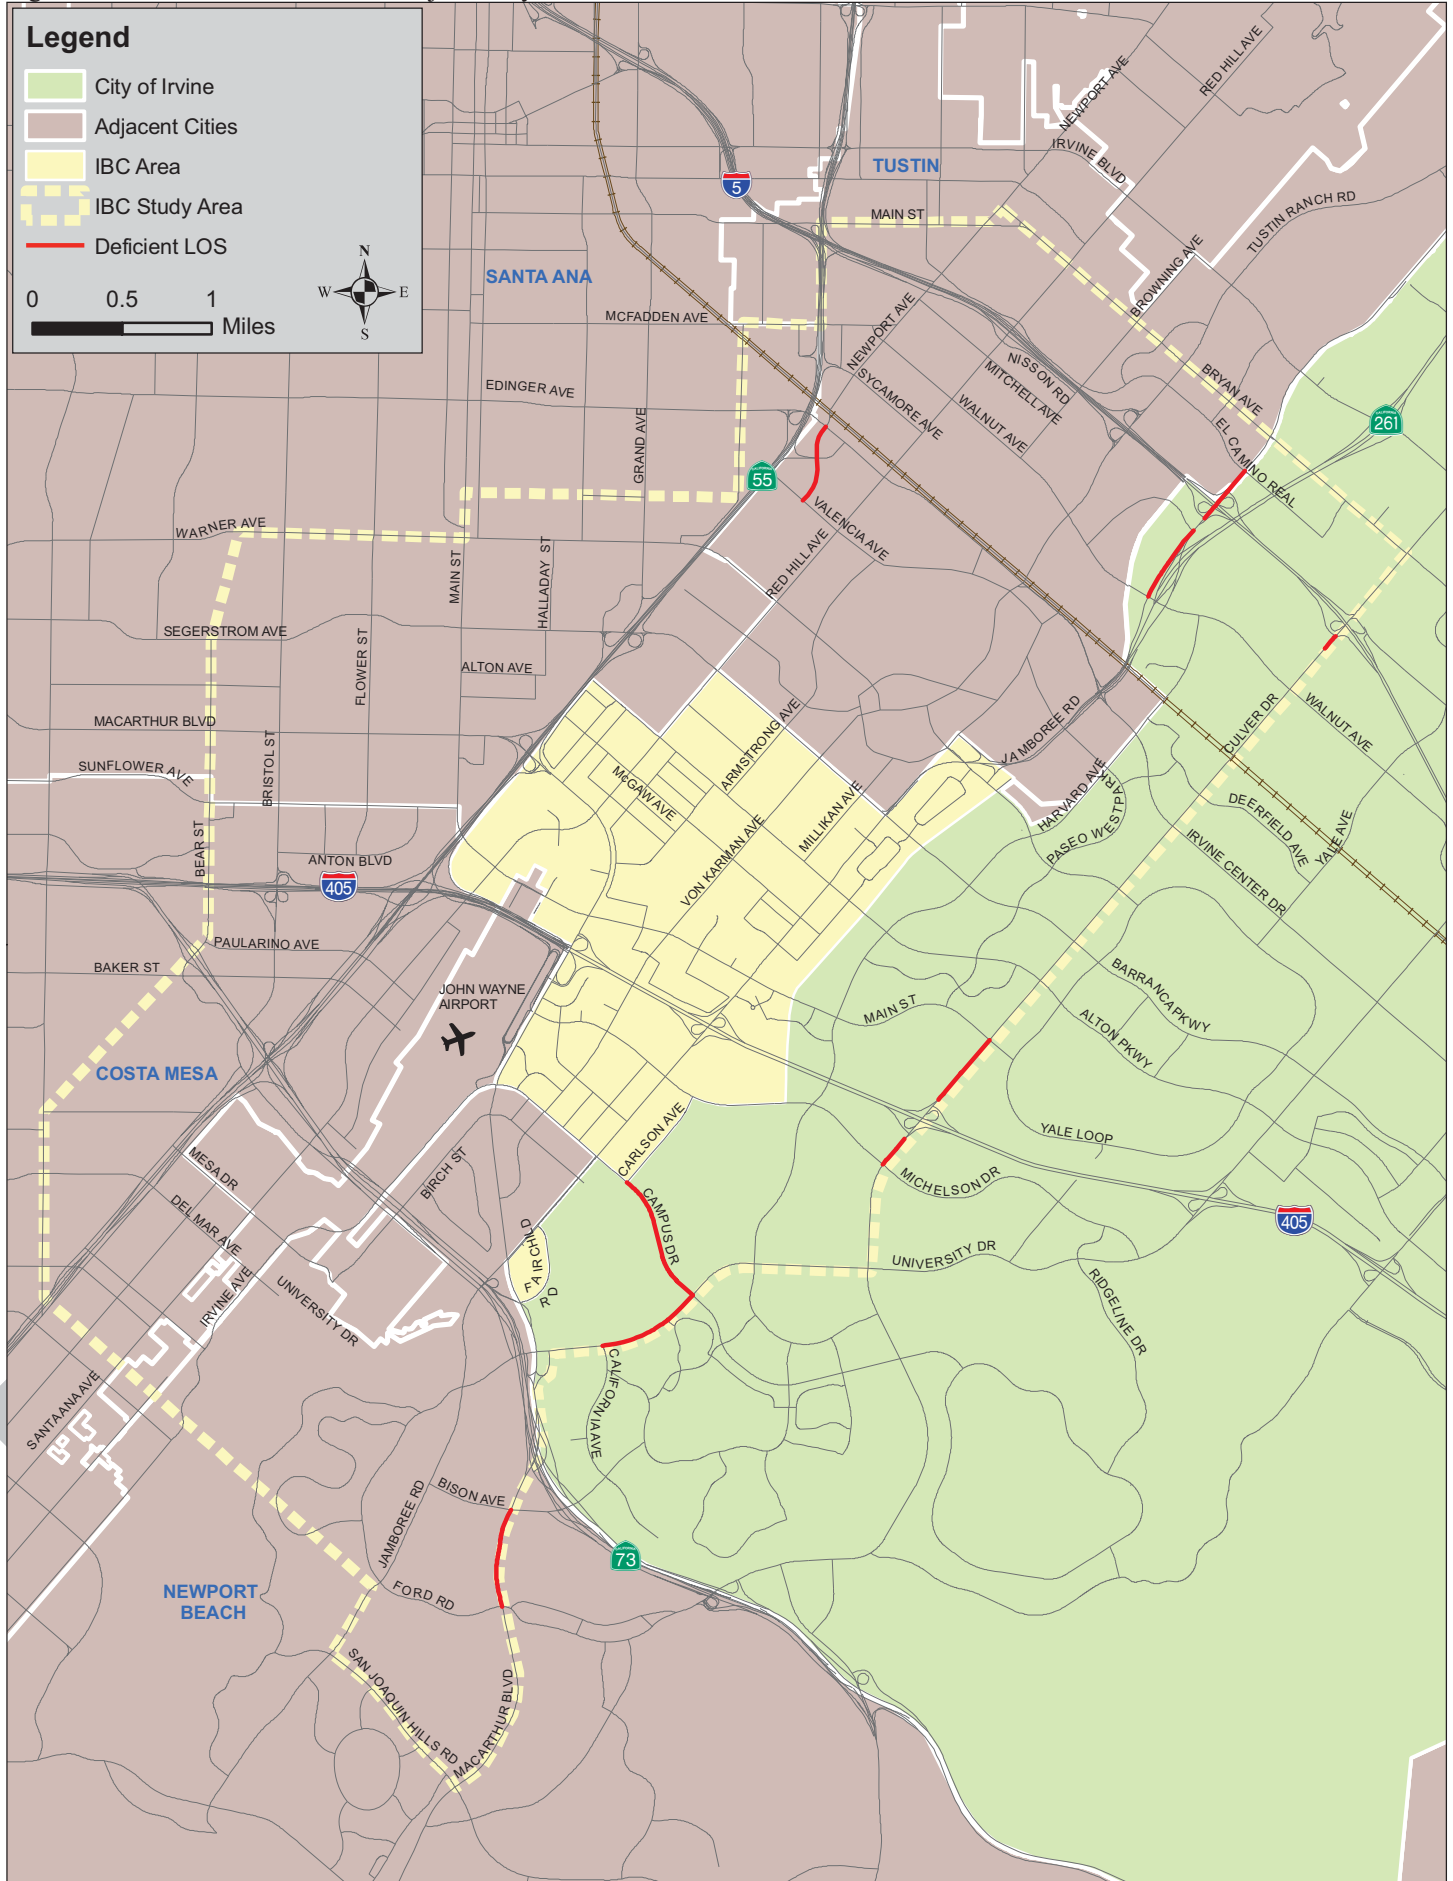 Legend
City of Irvine
Adjacent Cities
IBC Area
IBC Study Area
Deficient LOS
0 0.5 1
Miles
N
W E
S
RED HILL AVE
NEWPORT AVE
IRVINE BLVD
TUSTIN
5
MAIN ST
TUSTIN RANCH RD
BROWNING AVE
SANTA ANA
MCFADDEN AVE
NEWPORT AVE
NISSON RD
MITCHELL AVE
SYCAMORE AVE
WALNUT AVE
BRYAN AVE
EDINGER AVE
GRAND AVE
EL CAMINO REAL
CALIFORNIA
261
CALIFORNIA
55
VALENCIA AVE
WARNER AVE
RED HILL AVE
MAIN ST
HALLADAY ST
SEGERSTROM AVE
FLOWER ST
ALTON AVE
MACARTHUR BLVD
BRISTOL ST
SUNFLOWER AVE
ARMSTRONG AVE
JAMBOREE RD
CULVER DR
WALNUT AVE
McGAW AVE
MILLIKAN AVE
HARVARD AVE
PASEO WESTPARK
DEERFIELD AVE
YALE AVE
IRVINE CENTER DR
BEAR ST
ANTON BLVD
405
VON KARMAN AVE
PAULARINO AVE
BAKER ST
JOHN WAYNE
AIRPORT
MAIN ST
BARRANCA PKWY
ALTON PKWY
COSTA MESA
YALE LOOP
CARLSON AVE
MESA DR
BIRCH ST
MICHELSON DR
DEL MAR AVE
CAMPUS DR
405
FAIRCHILD
RD
UNIVERSITY DR
IRVINE AVE
UNIVERSITY DR
RIDGELINE DR
SANTA ANA AVE
CALIFORNIA AVE
JAMBOREE RD
BISON AVE
CALIFORNIA
73
NEWPORT
BEACH
FORD RD
SAN JOAQUIN HILLS RD
MACARTHUR BLVD